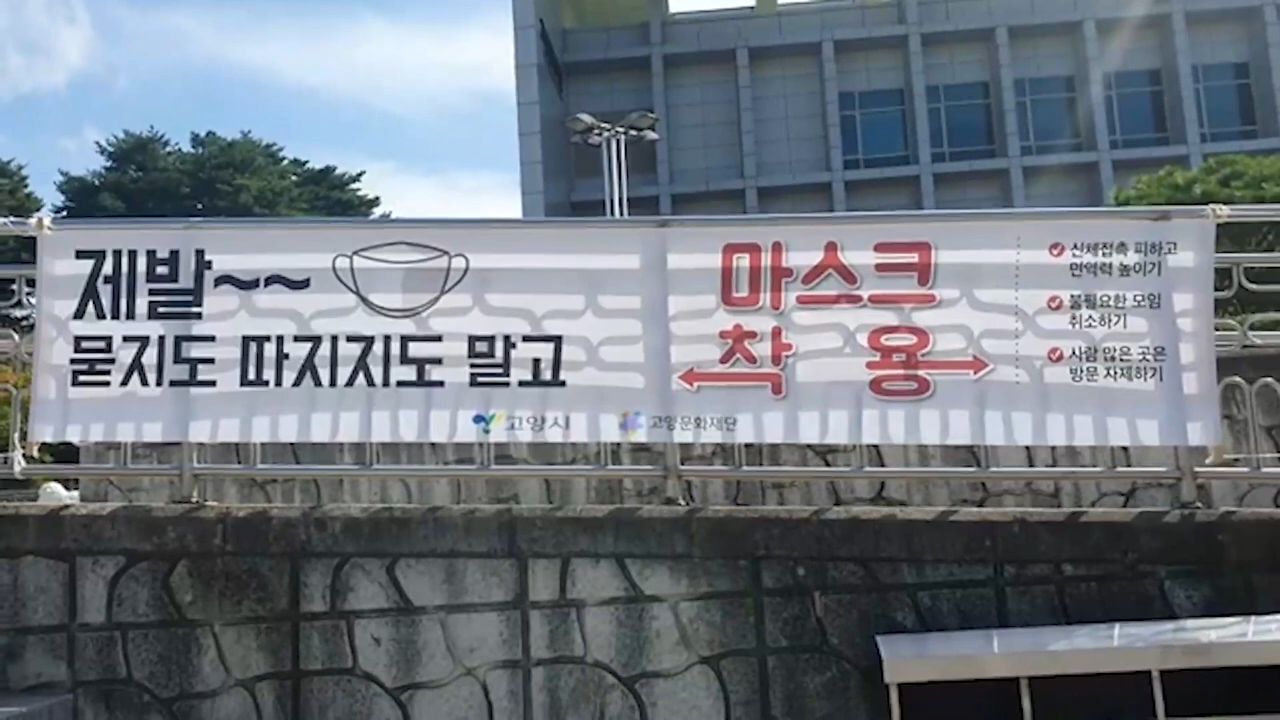 제발~~
묻지도 따지지도 말고
마스크
착용
신체접촉 피하고
면역력 높이기
불필요한 모임
취소하기
사람 많은 곳은
방문 자제하기
고양시
고양문화재단